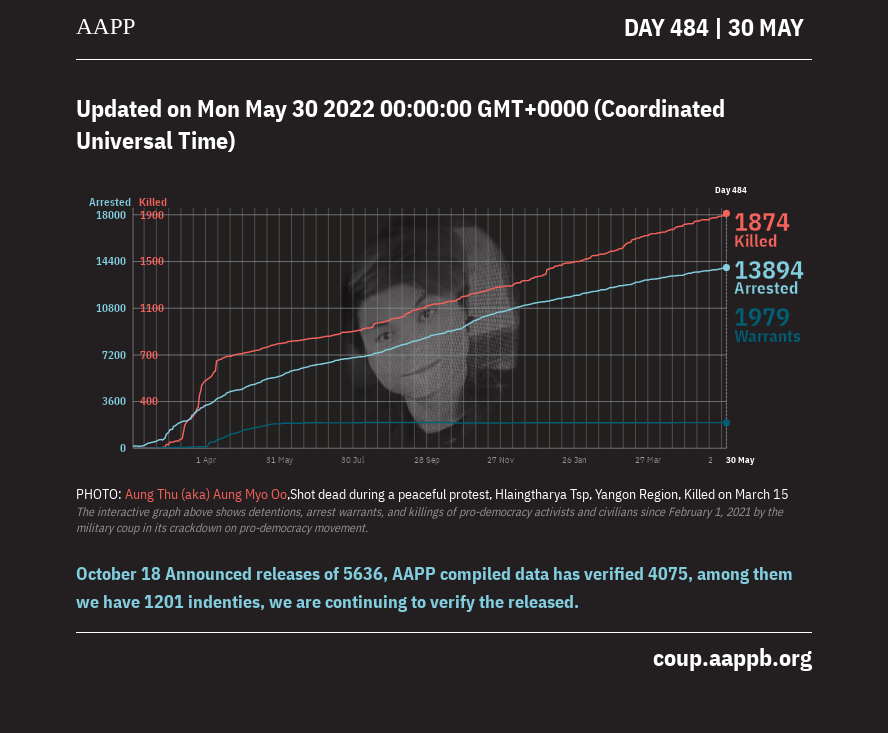 AAPP
DAY 484 | 30 MAY
Updated on Mon May 30 2022 00:00:00 GMT+0000 (Coordinated
Universal Time)
Day 484
Arrested Killed
18000 1900
14400 1500
10800 1100
7200 700
3600 400
0
1874
Killed
13894
Arrested
1979
Warrants
1 Apr 31 May 30 Jul 28 Sep 27 Nov 26 Jan 27 Mar 2 30 May
PHOTO: Aung Thu (aka) Aung Myo Oo,Shot dead during a peaceful protest, Hlaingtharya Tsp, Yangon Region, Killed on March 15
The interactive graph above shows detentions, arrest warrants, and killings of pro-democracy activists and civilians since February 1, 2021 by the
military coup in its crackdown on pro-democracy movement.
October 18 Announced releases of 5636, AAPP compiled data has verified 4075, among them
we have 1201 indenties, we are continuing to verify the released.
coup.aappb.org